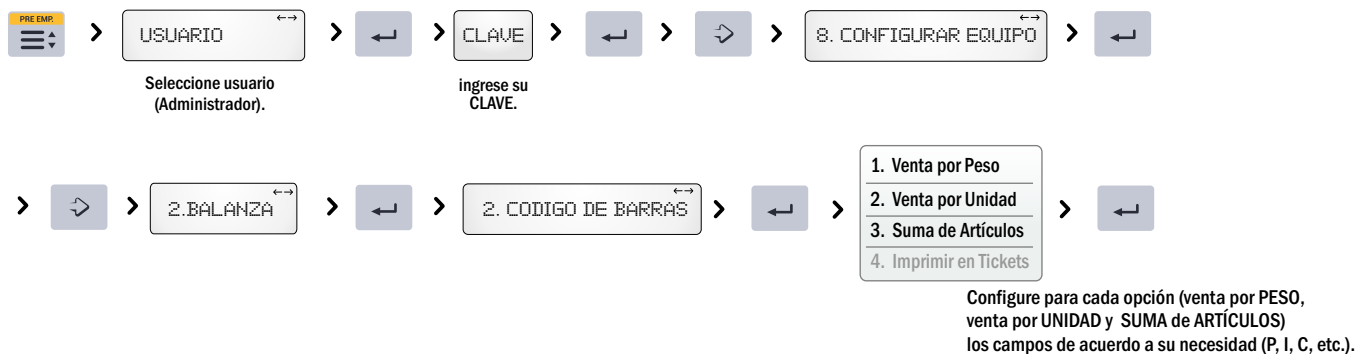 PRE EMP.
USUARIO
Seleccione usuario
(Administrador).
CLAVE
ingrese su
CLAVE.
8. CONFIGURAR EQUIPO
2.BALANZA
2. CODIGO DE BARRAS
1. Venta por Peso
2. Venta por Unidad
3. Suma de Artículos
4. Imprimir en Tickets
Configure para cada opción (venta por PESO,
venta por UNIDAD y SUMA de ARTÍCULOS)
los campos de acuerdo a su necesidad (P, I, C, etc.).